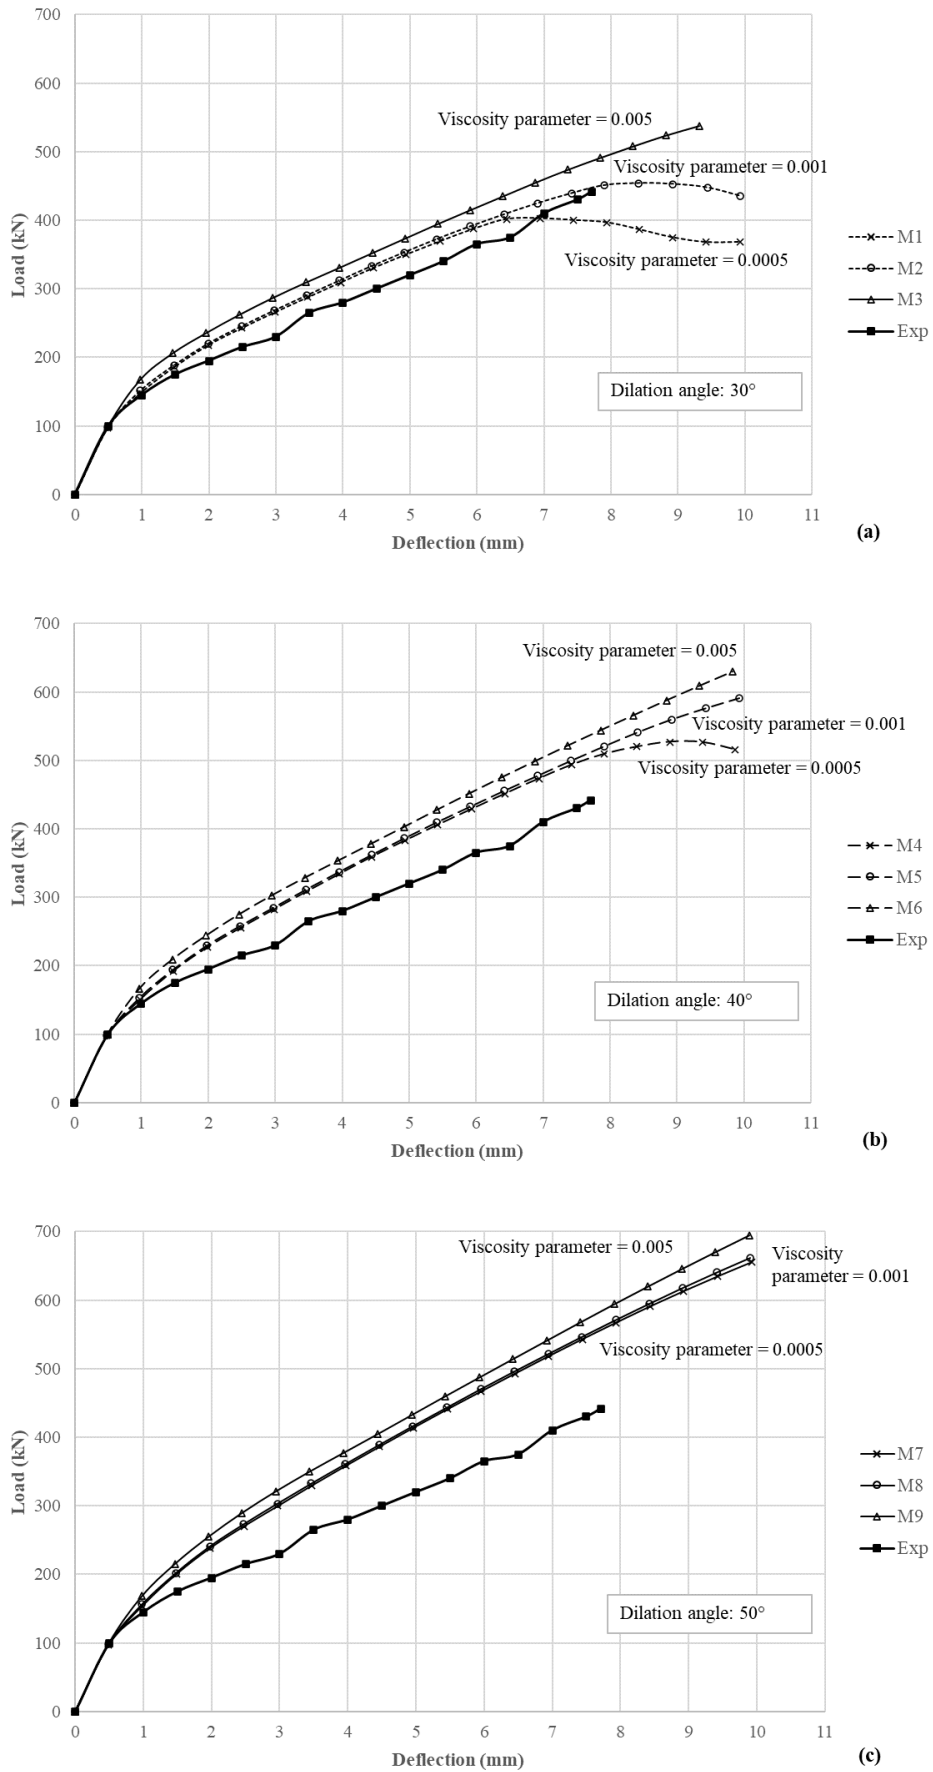 700
600
500
400
300
200
100
0
Load (kN)
Viscosity parameter = 0.005
Viscosity parameter = 0.001
Viscosity parameter = 0.0005
Dilation angle: 30°
M1
M2
M3
Exp
0 1 2 3 4 5 6 7 8 9 10 11
Deflection (mm)
(a)
700
600
500
400
300
200
100
0
Load (kN)
Viscosity parameter = 0.005
Viscosity parameter = 0.001
Viscosity parameter = 0.0005
Dilation angle: 40°
M4
M5
M6
Exp
0 1 2 3 4 5 6 7 8 9 10 11
Deflection (mm)
(b)
700
600
500
400
300
200
100
0
Load (kN)
Viscosity parameter = 0.005
Viscosity
parameter = 0.001
Viscosity parameter = 0.0005
Dilation angle: 50°
M7
M8
M9
Exp
0 1 2 3 4 5 6 7 8 9 10 11
Deflection (mm)
(c)